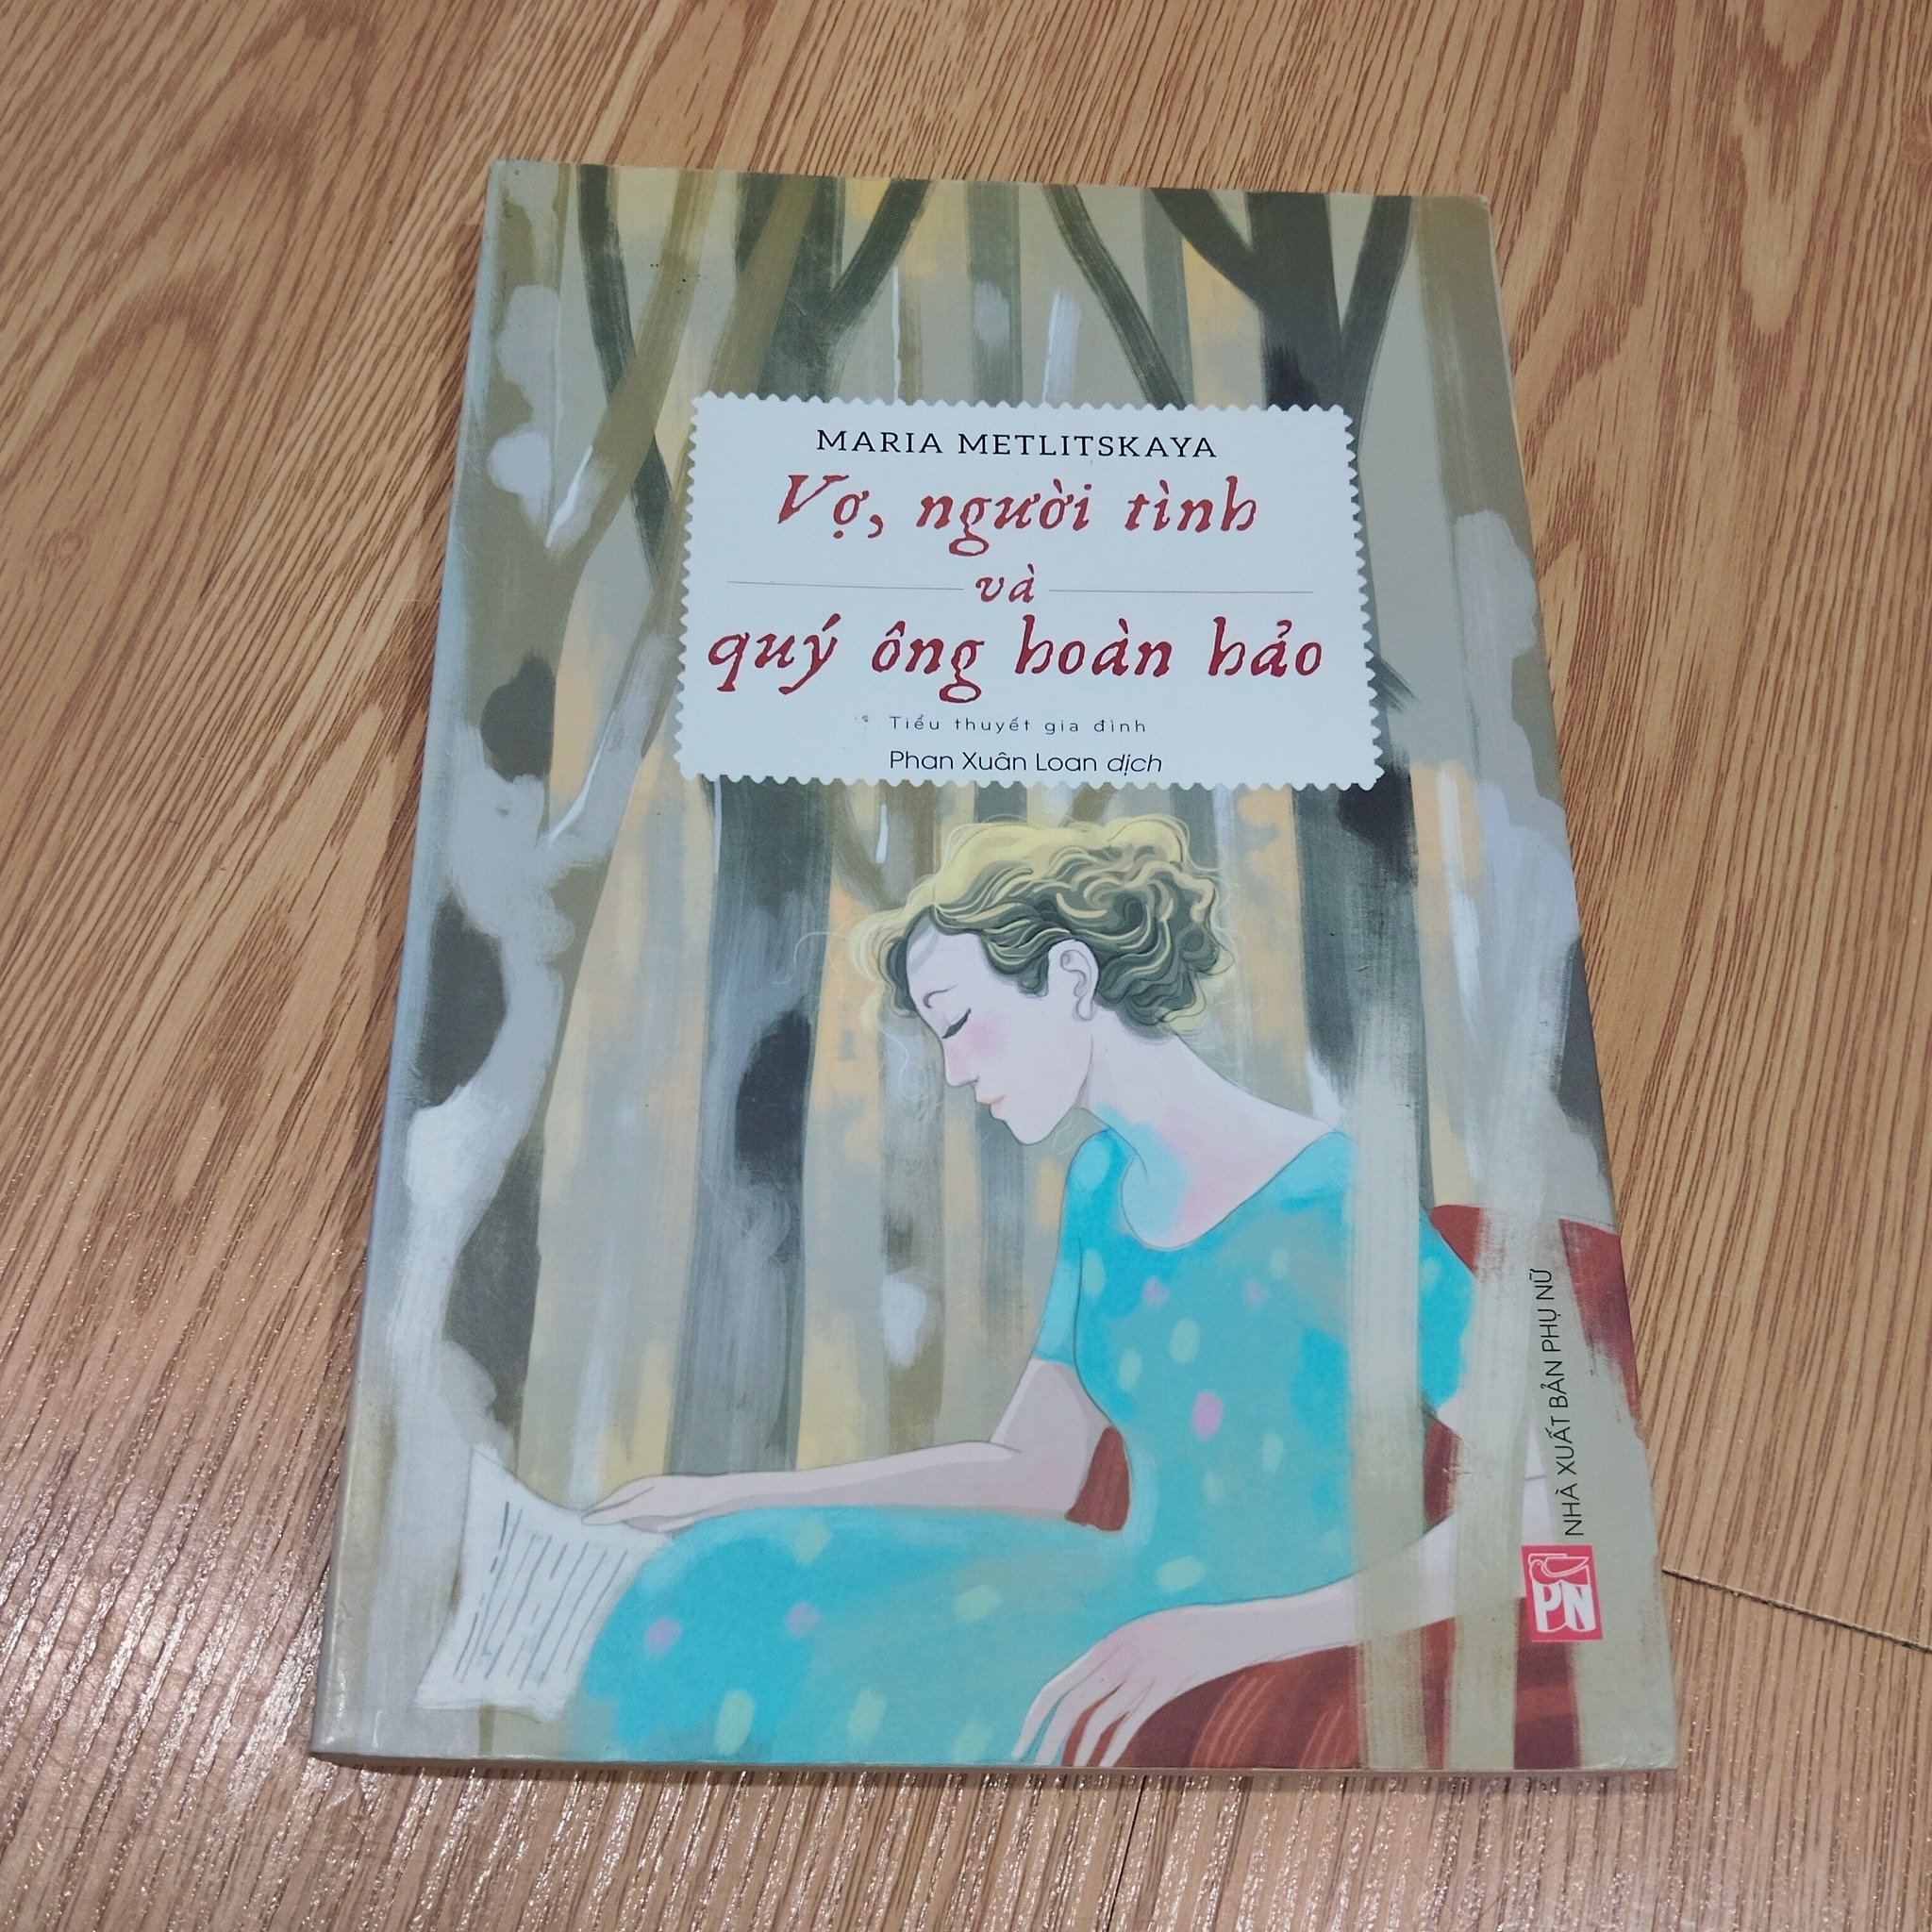 MARIA METLITSKAYA
Vợ, người tình
và
quý ông hoàn hảo
Tiểu thuyết gia đình
Phan Xuân Loan dịch
NHÀ XUẤT BẢN PHỤ NỮ
PN